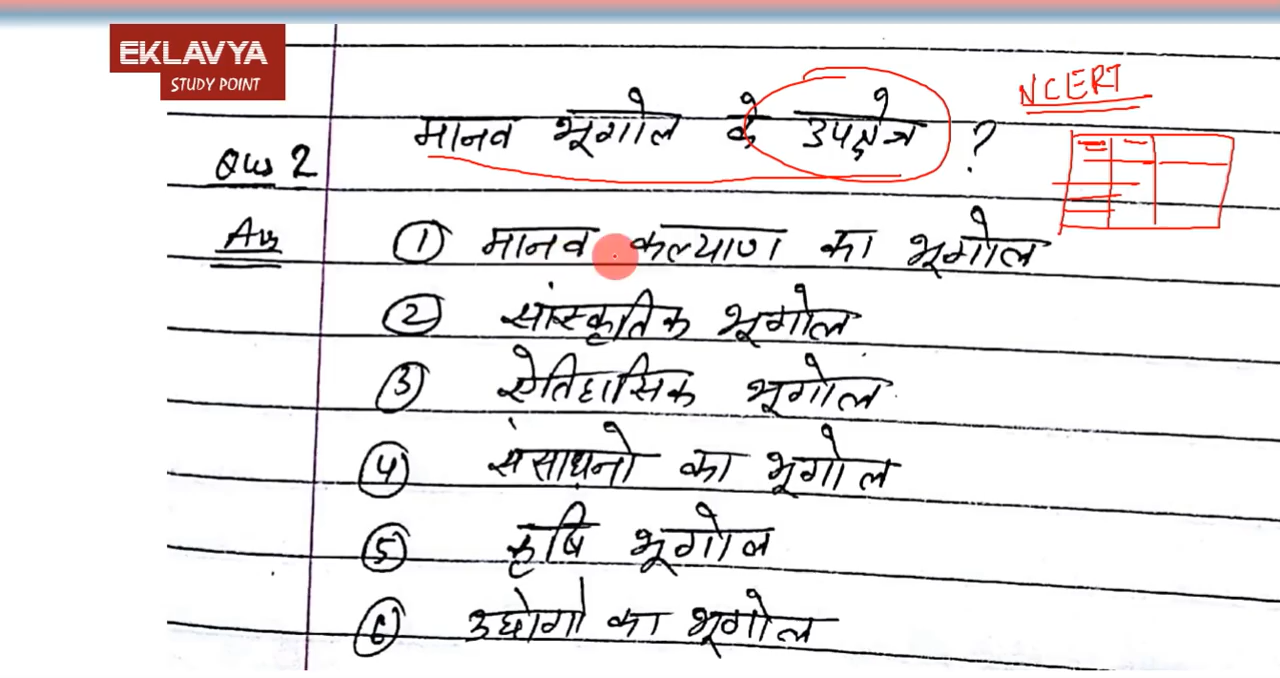 EKLAVYA
STUDY POINT
NCERT
Qus 2 मानव भूगोल के उपक्षेत्र ?
Ans ① मानव कल्याण का भूगोल
② सांस्कृतिक भूगोल
③ ऐतिहासिक भूगोल
④ संसाधनो का भूगोल
⑤ कृषि भूगोल
⑥ उद्योगो का भूगोल